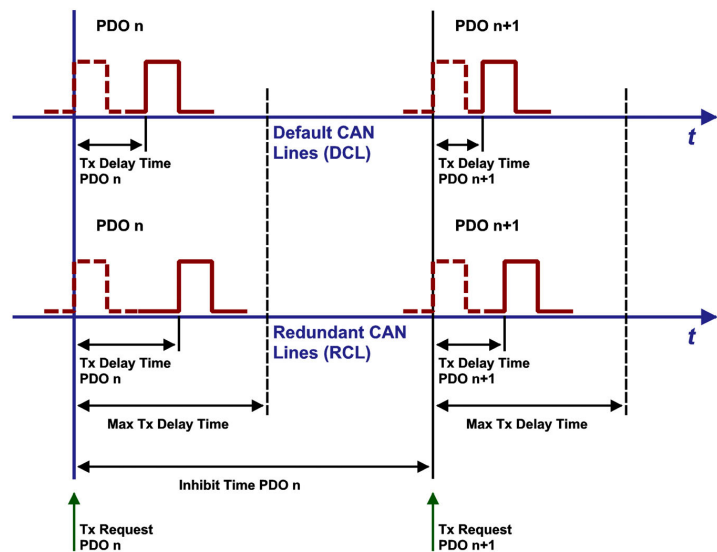 PDO n
PDO n+1
Default CAN
Lines (DCL)
t
Tx Delay Time
PDO n
Tx Delay Time
PDO n+1
PDO n
PDO n+1
Redundant CAN
Lines (RCL)
t
Tx Delay Time
PDO n
Tx Delay Time
PDO n+1
Max Tx Delay Time
Max Tx Delay Time
Inhibit Time PDO n
Tx Request
PDO n
Tx Request
PDO n+1